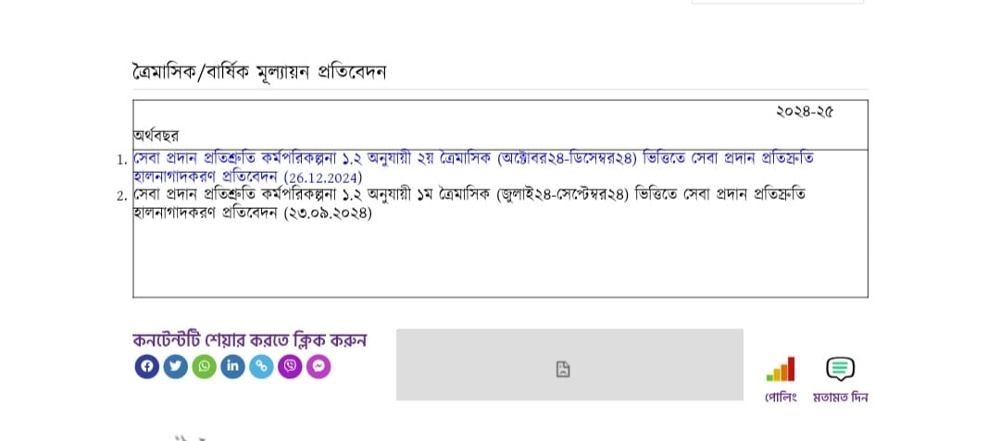 ত্রৈমাসিক/বার্ষিক মূল্যায়ন প্রতিবেদন
২০২৪-২৫
অর্থবছর
1. সেবা প্রদান প্রতিশ্রুতি কর্মপরিকল্পনা ১.২ অনুযায়ী ২য় ত্রৈমাসিক (অক্টোবর২৪-ডিসেম্বর২৪) ভিত্তিতে সেবা প্রদান প্রতিস্রুতি
হালনাগাদকরণ প্রতিবেদন (26.12.2024)
2. সেবা প্রদান প্রতিশ্রুতি কর্মপরিকল্পনা ১.২ অনুযায়ী ১ম ত্রৈমাসিক (জুলাই২৪-সেপ্টেম্বর২৪) ভিত্তিতে সেবা প্রদান প্রতিস্রুতি
হালনাগাদকরণ প্রতিবেদন (২৩.০৯.২০২৪)
কনটেন্টটি শেয়ার করতে ক্লিক করুন
পোলিং মতামত দিন